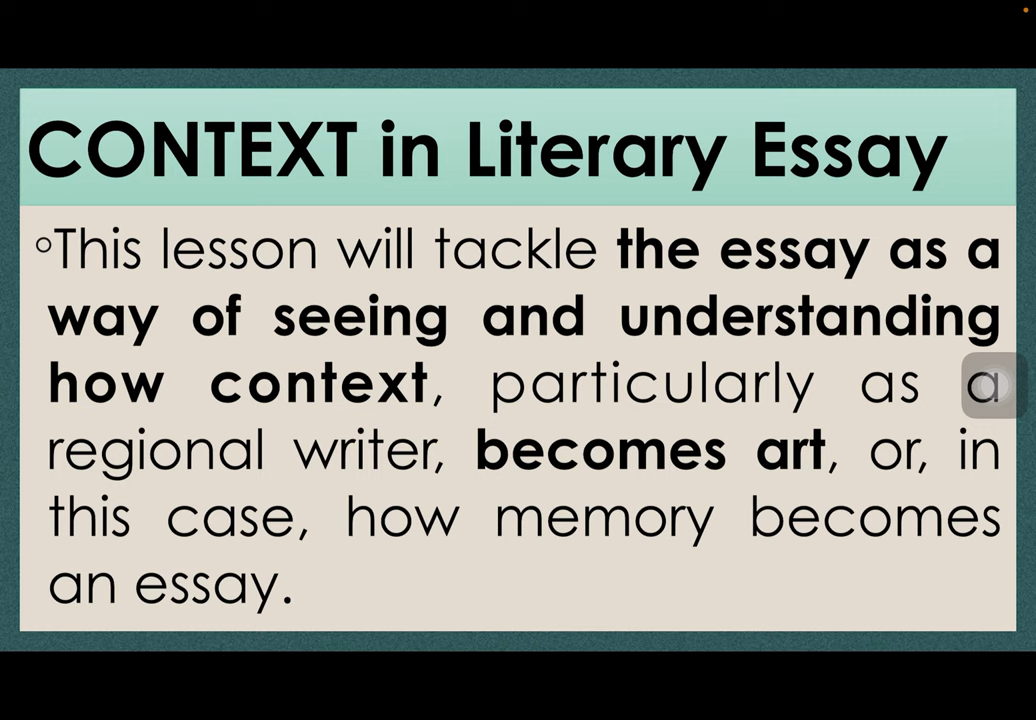 CONTEXT in Literary Essay
°This lesson will tackle the essay as a
way of seeing and understanding
how context, particularly as a
regional writer, becomes art, or, in
this case, how memory becomes
an essay.